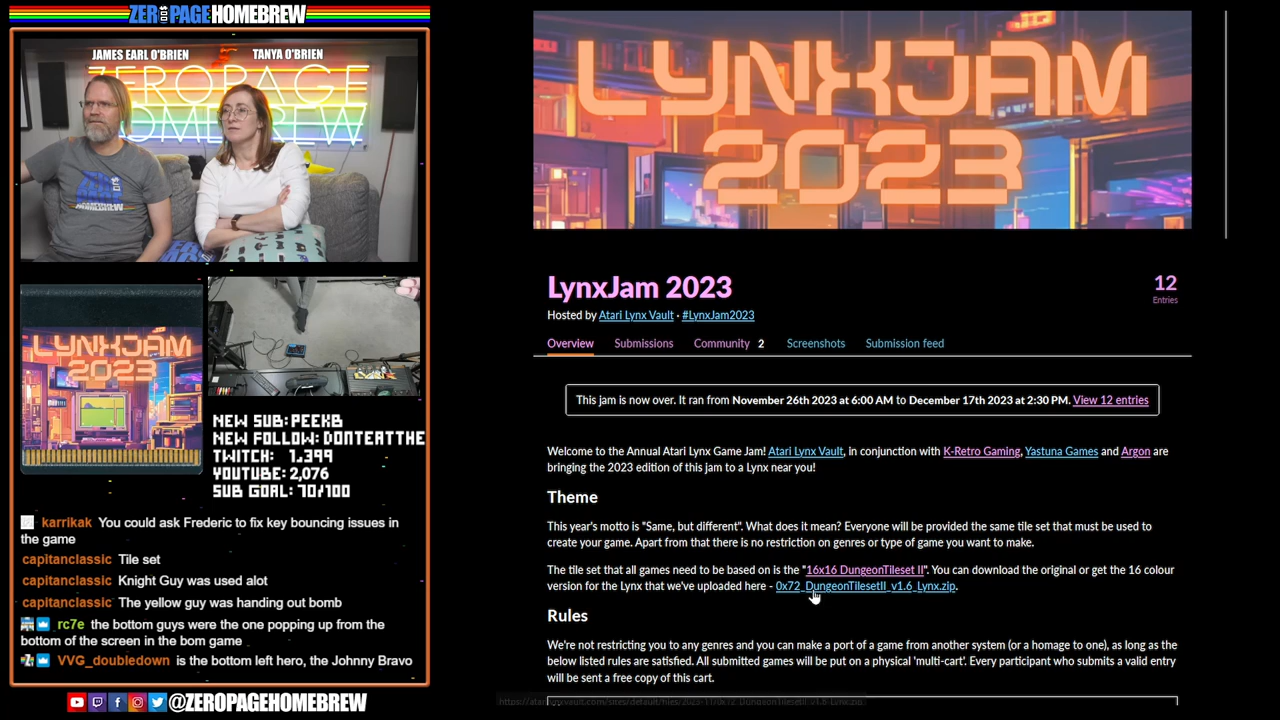 ZEROPAGEHOMEBREW
JAMES EARL O'BRIEN
TANYA O'BRIEN
ZEROPAGE
HOMEBREW
LYNXJAM
2023
NEW SUB: PEEKB
NEW FOLLOW: DONTEATTHE
TWITCH: 1,399
YOUTUBE: 2,076
SUB GOAL: 70/100
karrikak You could ask Frederic to fix key bouncing issues in
the game
capitanclassic Tile set
capitanclassic Knight Guy was used alot
capitanclassic The yellow guy was handing out bomb
rc7e the bottom guys were the one popping up from the
bottom of the screen in the bom game
VVG_doubledown is the bottom left hero, the Johnny Bravo
@ZEROPAGEHOMEBREW
LYNXJAM
2023
LynxJam 2023
12
Entries
Hosted by Atari Lynx Vault · #LynxJam2023
Overview Submissions Community 2 Screenshots Submission feed
This jam is now over. It ran from November 26th 2023 at 6:00 AM to December 17th 2023 at 2:30 PM. View 12 entries
Welcome to the Annual Atari Lynx Game Jam! Atari Lynx Vault, in conjunction with K-Retro Gaming, Yastuna Games and Argon are
bringing the 2023 edition of this jam to a Lynx near you!
Theme
This year's motto is "Same, but different". What does it mean? Everyone will be provided the same tile set that must be used to
create your game. Apart from that there is no restriction on genres or type of game you want to make.
The tile set that all games need to be based on is the "16x16 DungeonTileset II". You can download the original or get the 16 colour
version for the Lynx that we've uploaded here - 0x72_DungeonTilesetII_v1.6_Lynx.zip.
Rules
We're not restricting you to any genres and you can make a port of a game from another system (or a homage to one), as long as the
below listed rules are satisfied. All submitted games will be put on a physical 'multi-cart'. Every participant who submits a valid entry
will be sent a free copy of this cart.